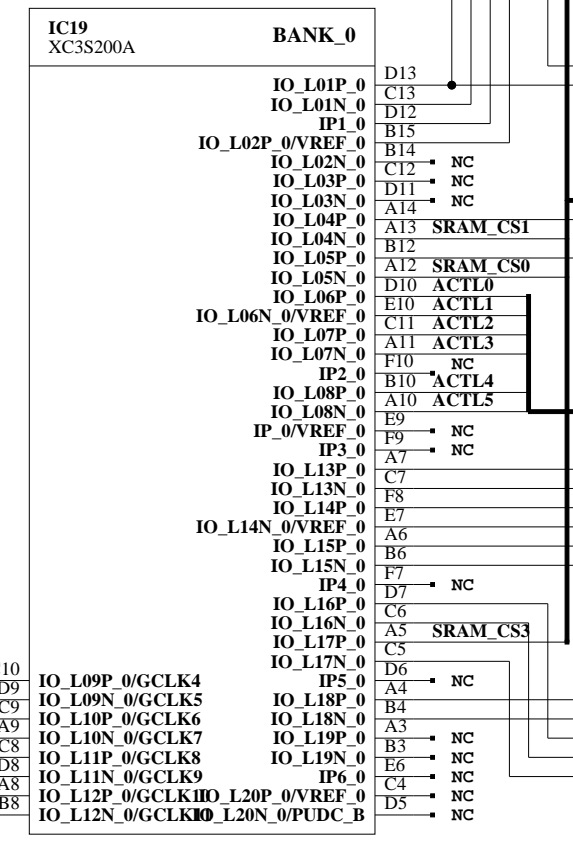 IC19
XC3S200A
BANK_0
IO_L01P_0 D13
IO_L01N_0 C13
IP1_0 D12
IO_L02P_0/VREF_0 B15
IO_L02N_0 B14 NC
IO_L03P_0 C12 NC
IO_L03N_0 D11 NC
IO_L04P_0 A14
IO_L04N_0 A13 SRAM_CS1
IO_L05P_0 B12
IO_L05N_0 A12 SRAM_CS0
IO_L06P_0 D10 ACTL0
IO_L06N_0/VREF_0 E10 ACTL1
IO_L07P_0 C11 ACTL2
IO_L07N_0 A11 ACTL3
IP2_0 F10 NC
IO_L08P_0 B10 ACTL4
IO_L08N_0 A10 ACTL5
IP_0/VREF_0 E9 NC
IP3_0 F9 NC
IO_L13P_0 A7
IO_L13N_0 C7
IO_L14P_0 F8
IO_L14N_0/VREF_0 E7
IO_L15P_0 A6
IO_L15N_0 B6
IP4_0 F7 NC
IO_L16P_0 D7
IO_L16N_0 C6
IO_L17P_0 A5 SRAM_CS3
IO_L17N_0 C5
10 IO_L09P_0/GCLK4 IP5_0 D6 NC
D9 IO_L09N_0/GCLK5 IO_L18P_0 A4
C9 IO_L10P_0/GCLK6 IO_L18N_0 B4
A9 IO_L10N_0/GCLK7 IO_L19P_0 A3 NC
C8 IO_L11P_0/GCLK8 IO_L19N_0 B3 NC
D8 IO_L11N_0/GCLK9 IP6_0 E6 NC
A8 IO_L12P_0/GCLK10 IO_L20P_0/VREF_0 C4 NC
B8 IO_L12N_0/GCLK11 IO_L20N_0/PUDC_B D5 NC